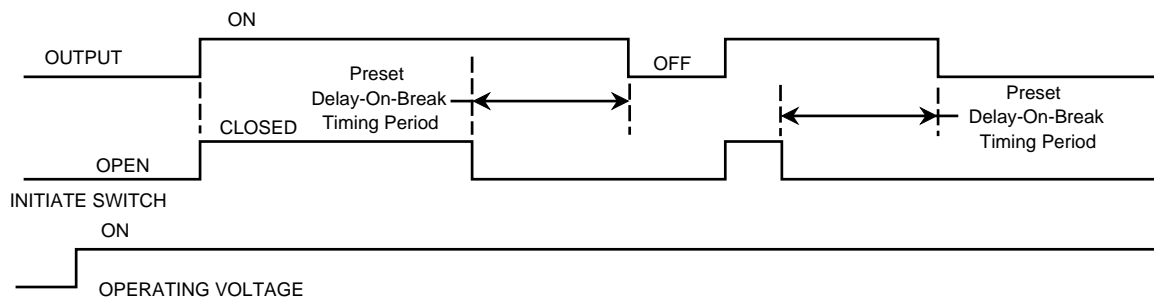 ON
OUTPUT
OFF
Preset
Delay-On-Break
Timing Period
Preset
Delay-On-Break
Timing Period
CLOSED
OPEN
INITIATE SWITCH
ON
OPERATING VOLTAGE